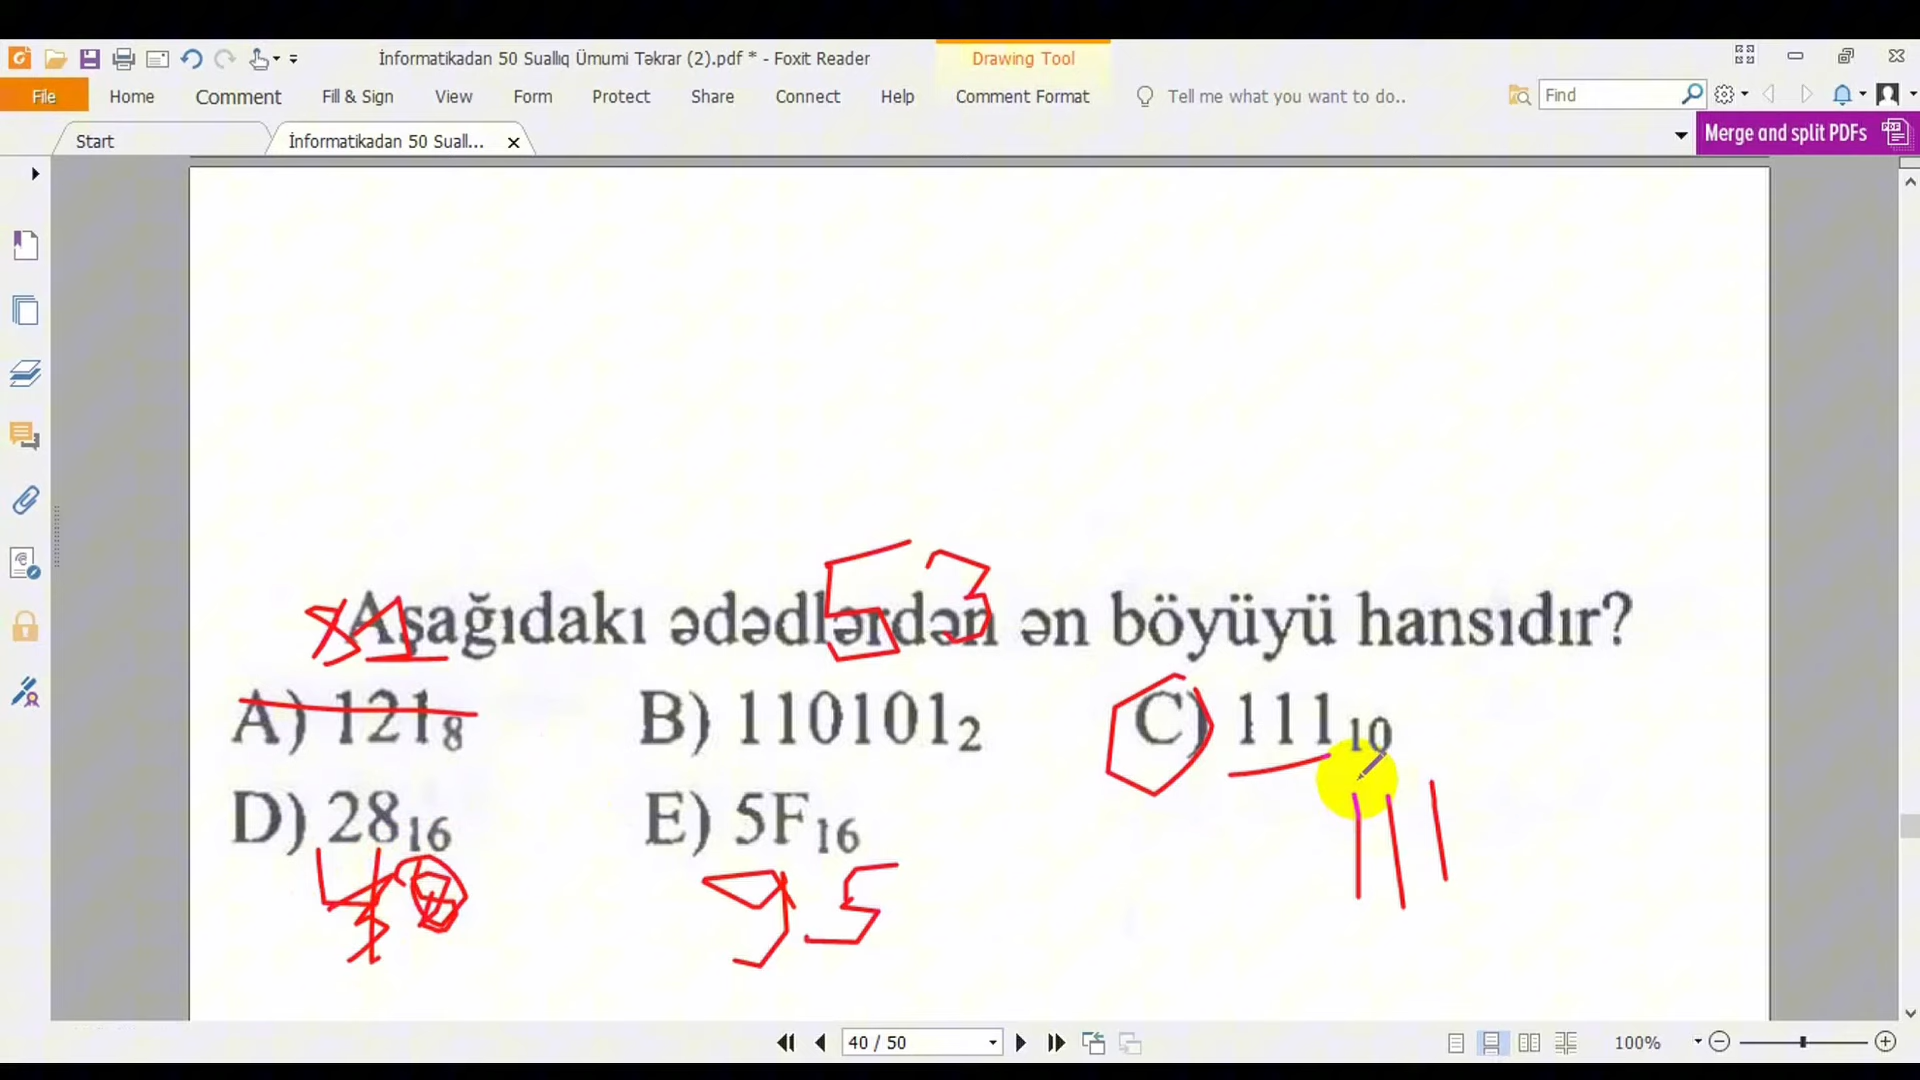 İnformatikadan 50 Suallıq Ümumi Təkrar (2).pdf * - Foxit Reader
Drawing Tool
File Home Comment Fill & Sign View Form Protect Share Connect Help Comment Format Tell me what you want to do.. Find
Start İnformatikadan 50 Suall... Merge and split PDFs
53
81
Aşağıdakı ədədlərdən ən böyüyü hansıdır?
A) 121₈ B) 110101₂ C) 111₁₀
D) 28₁₆ E) 5F₁₆
111
95
40 / 50 100%